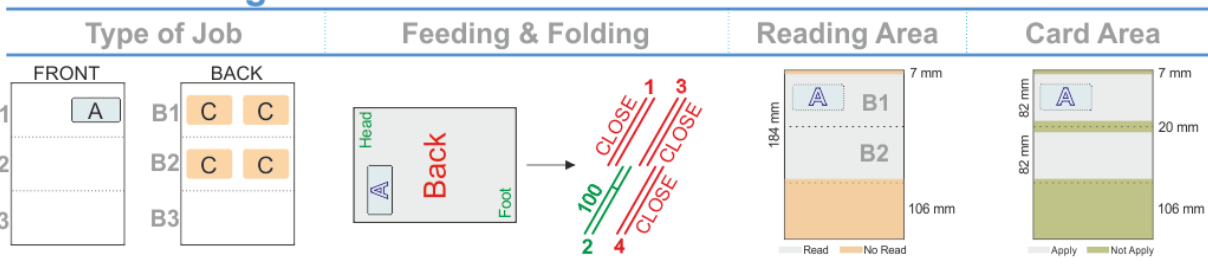 Type of Job
Feeding & Folding
Reading Area
Card Area
FRONT
A
1
2
3
BACK
B1
C C
B2
C C
B3
Head
A
Back
Foot
1 3
CLOSE
CLOSE
100
CLOSE
2 4
7 mm
A
B1
184 mm
B2
106 mm
Read No Read
7 mm
A
82 mm
20 mm
82 mm
106 mm
Apply Not Apply